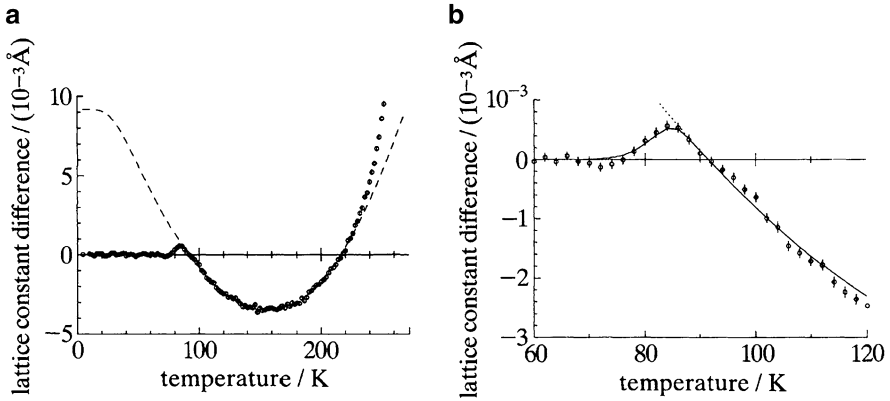 a
lattice constant difference / (10⁻³Å)
10
5
0
−5
0 100 200
temperature / K
b
lattice constant difference / (10⁻³Å)
10⁻³
0
−1
−2
−3
60 80 100 120
temperature / K